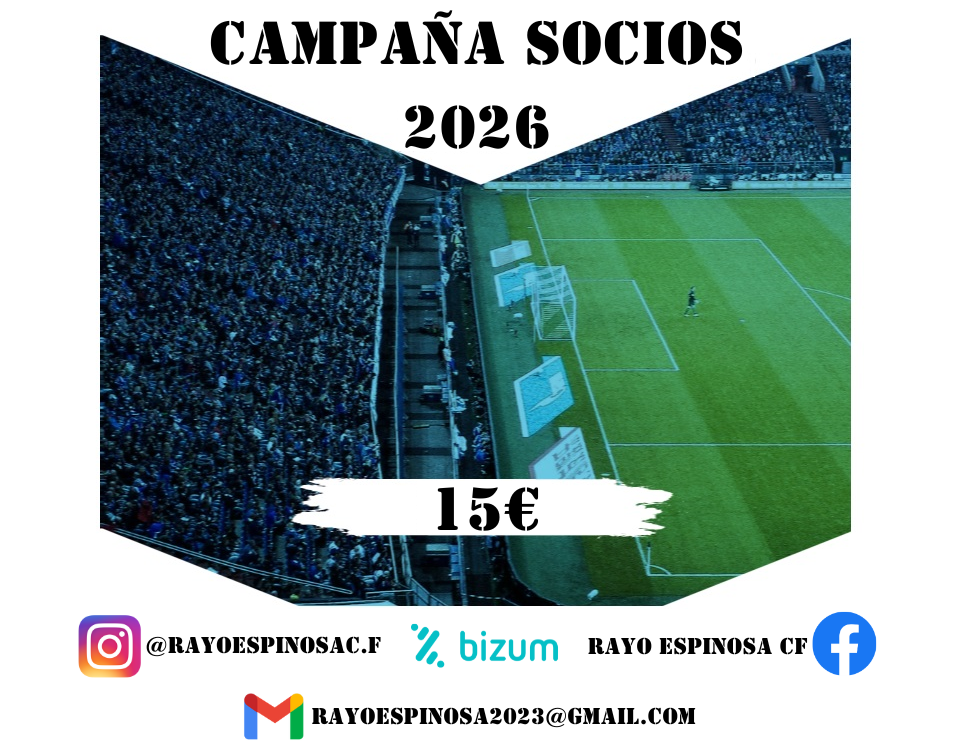 CAMPAÑA SOCIOS
2026
15€
@RAYOESPINOSAC.F
bizum
RAYO ESPINOSA CF
RAYOESPINOSA2023@GMAIL.COM